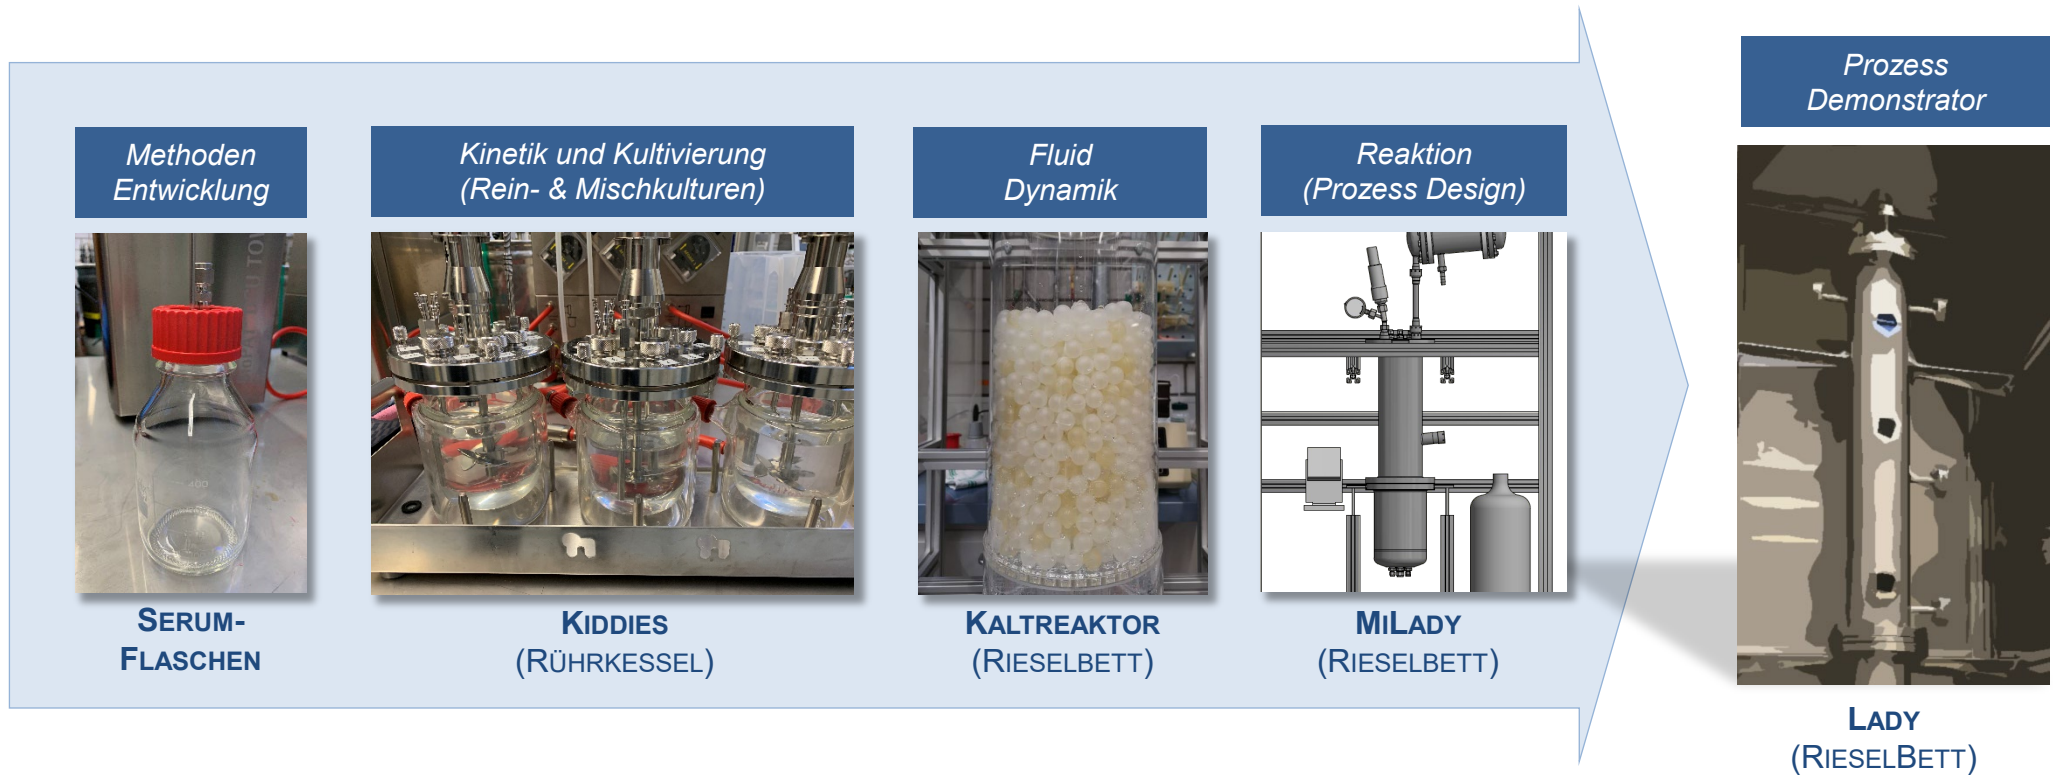 Methoden
Entwicklung
SERUM-
FLASCHEN
Kinetik und Kultivierung
(Rein- & Mischkulturen)
KIDDIES
(RÜHRKESSEL)
Fluid
Dynamik
KALTREAKTOR
(RIESELBETT)
Reaktion
(Prozess Design)
MILADY
(RIESELBETT)
Prozess
Demonstrator
LADY
(RIESELBETT)